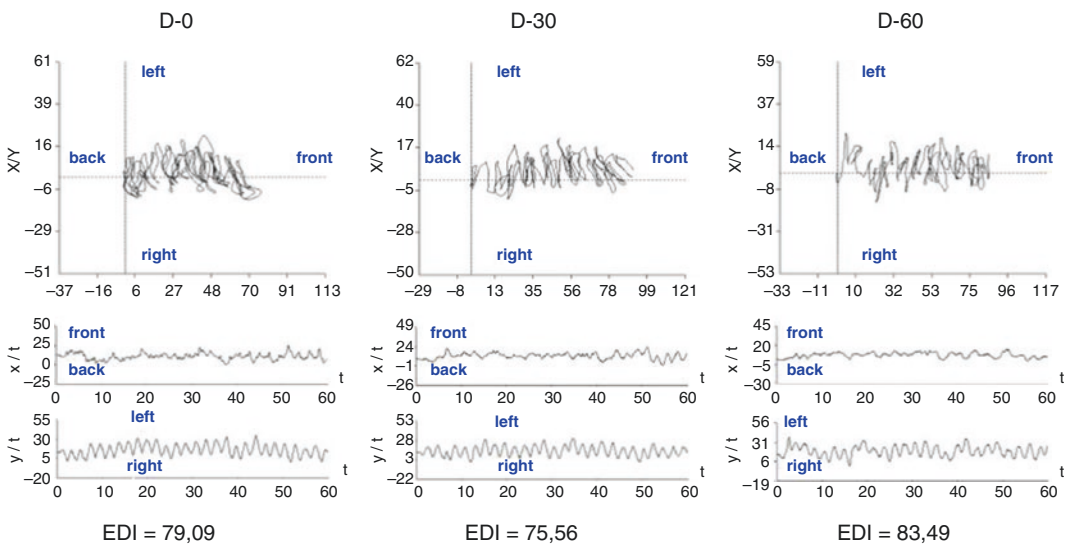 D-0
61
39
16
−6
−29
−51
X/Y
left
back
front
right
−37 −16 6 27 48 70 91 113
50
25
0
−25
x / t
front
back
t
0 10 20 30 40 50 60
left
55
30
5
−20
y / t
right
t
0 10 20 30 40 50 60
EDI = 79,09
D-30
62
40
17
−5
−28
−50
X/Y
left
back
front
right
−29 −8 13 35 56 78 99 121
49
24
−1
−26
x / t
front
back
t
0 10 20 30 40 50 60
53
28
3
−22
y / t
left
right
t
0 10 20 30 40 50 60
EDI = 75,56
D-60
59
37
14
−8
−31
−53
X/Y
left
back
front
right
−33 −11 10 32 53 75 96 117
45
20
−5
−30
x / t
front
back
t
0 10 20 30 40 50 60
56
31
6
−19
y / t
left
right
t
0 10 20 30 40 50 60
EDI = 83,49